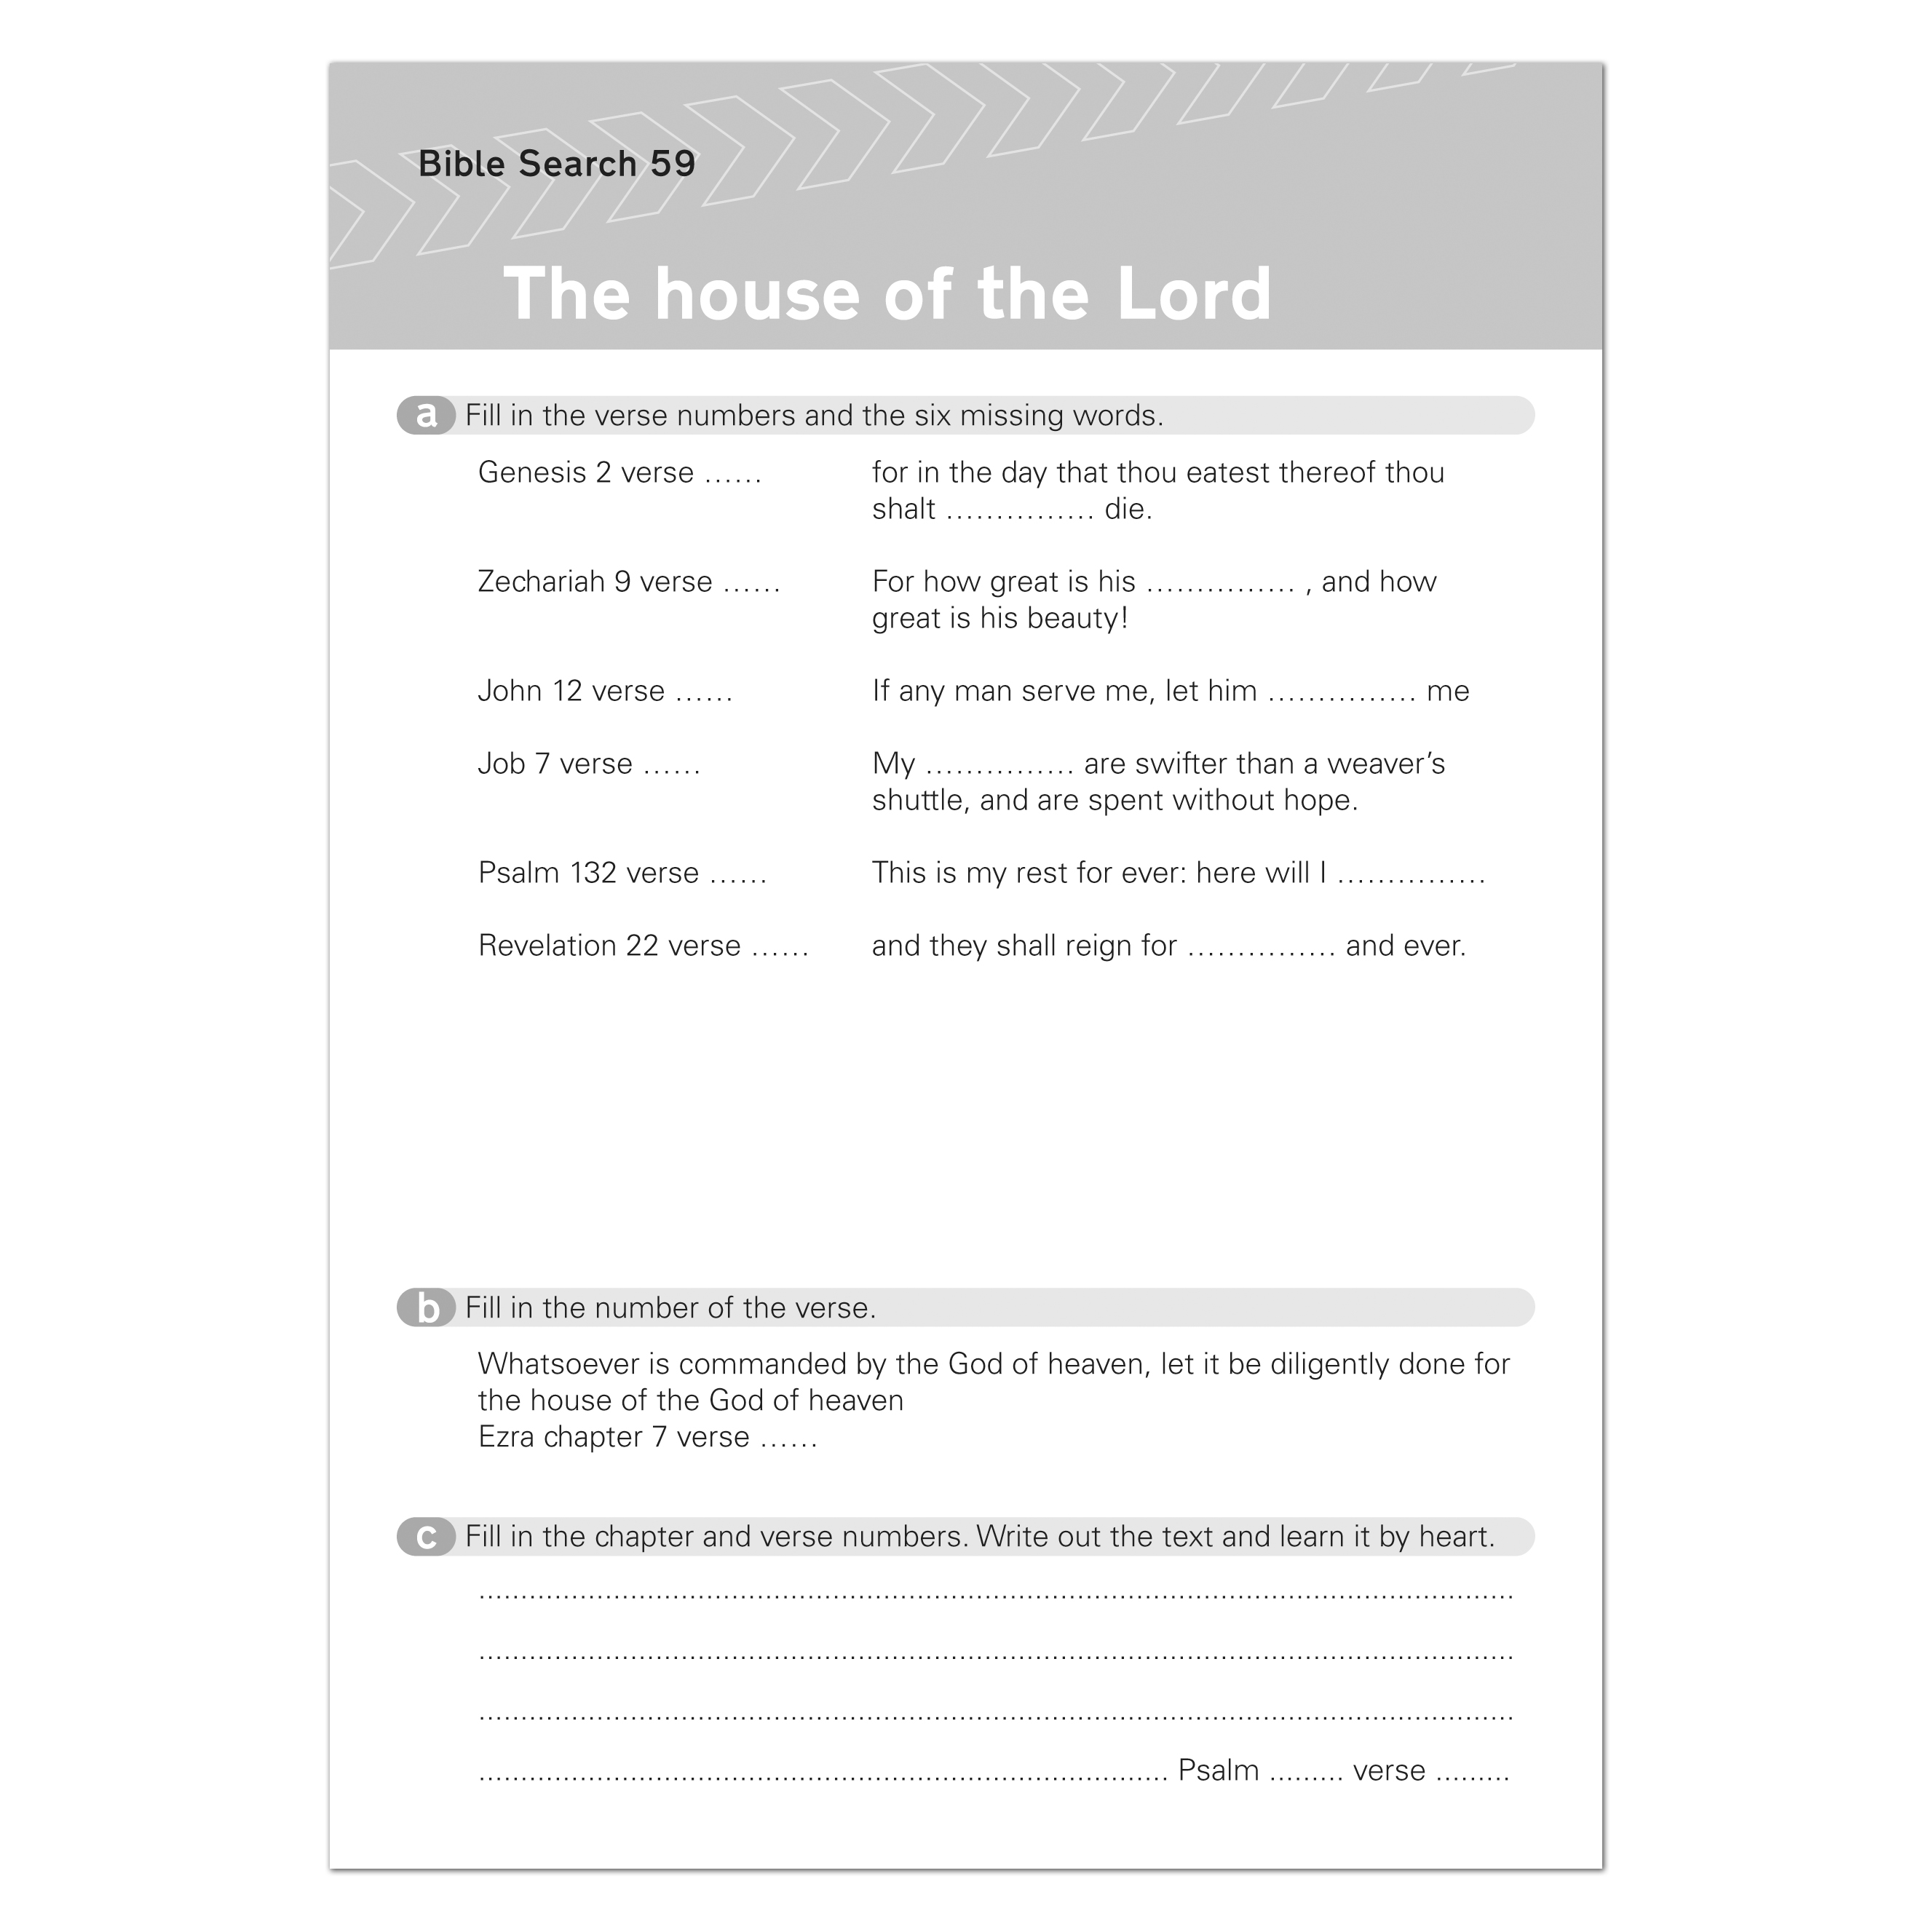 Bible Search 59
The house of the Lord
a Fill in the verse numbers and the six missing words.
Genesis 2 verse ...... for in the day that thou eatest thereof thou
shalt ............... die.
Zechariah 9 verse ...... For how great is his ............... , and how
great is his beauty!
John 12 verse ...... If any man serve me, let him ............... me
Job 7 verse ...... My ............... are swifter than a weaver's
shuttle, and are spent without hope.
Psalm 132 verse ...... This is my rest for ever: here will I ...............
Revelation 22 verse ...... and they shall reign for ............... and ever.
b Fill in the number of the verse.
Whatsoever is commanded by the God of heaven, let it be diligently done for
the house of the God of heaven
Ezra chapter 7 verse ......
c Fill in the chapter and verse numbers. Write out the text and learn it by heart.
Psalm ......... verse .........